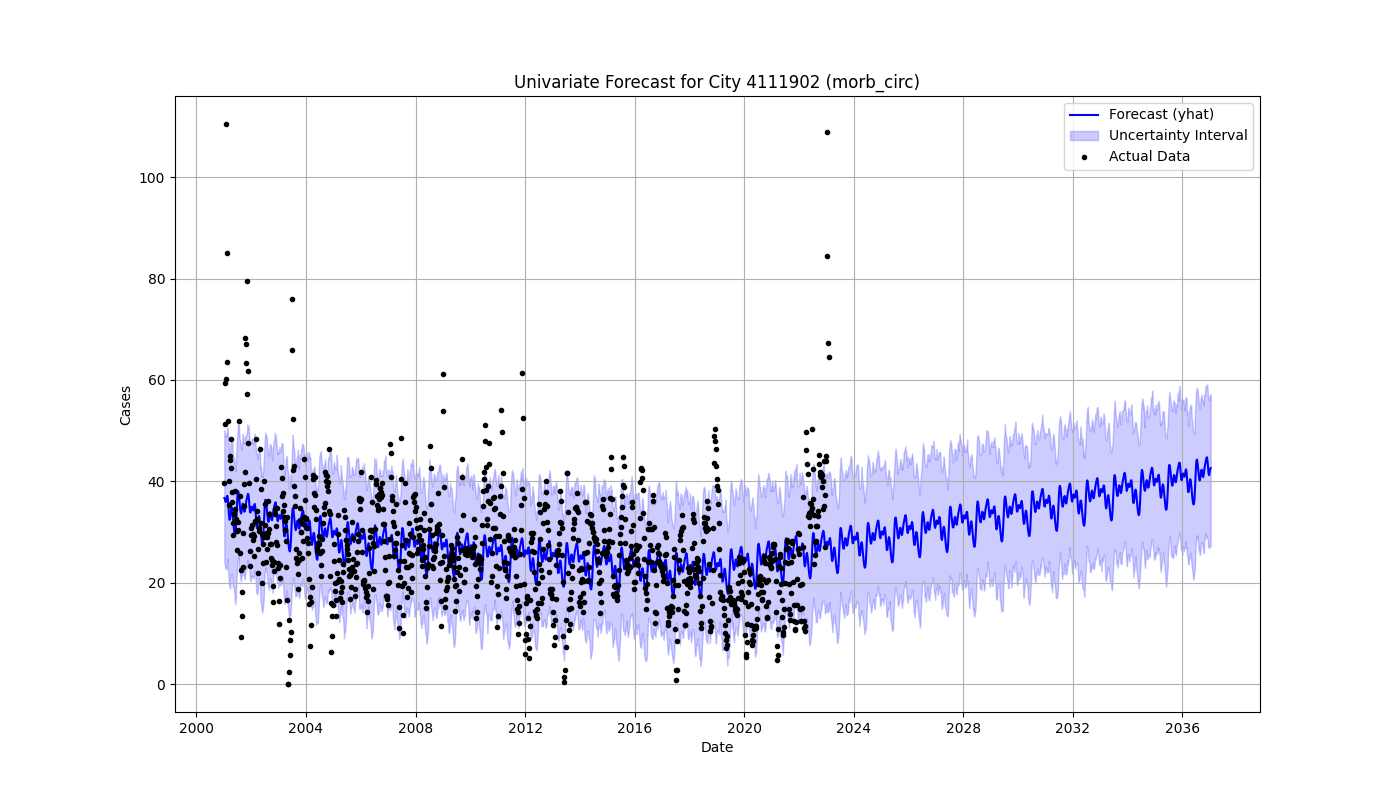 Univariate Forecast for City 4111902 (morb_circ)
Forecast (yhat)
Uncertainty Interval
Actual Data
100
80
60
40
20
0
Cases
2000 2004 2008 2012 2016 2020 2024 2028 2032 2036
Date